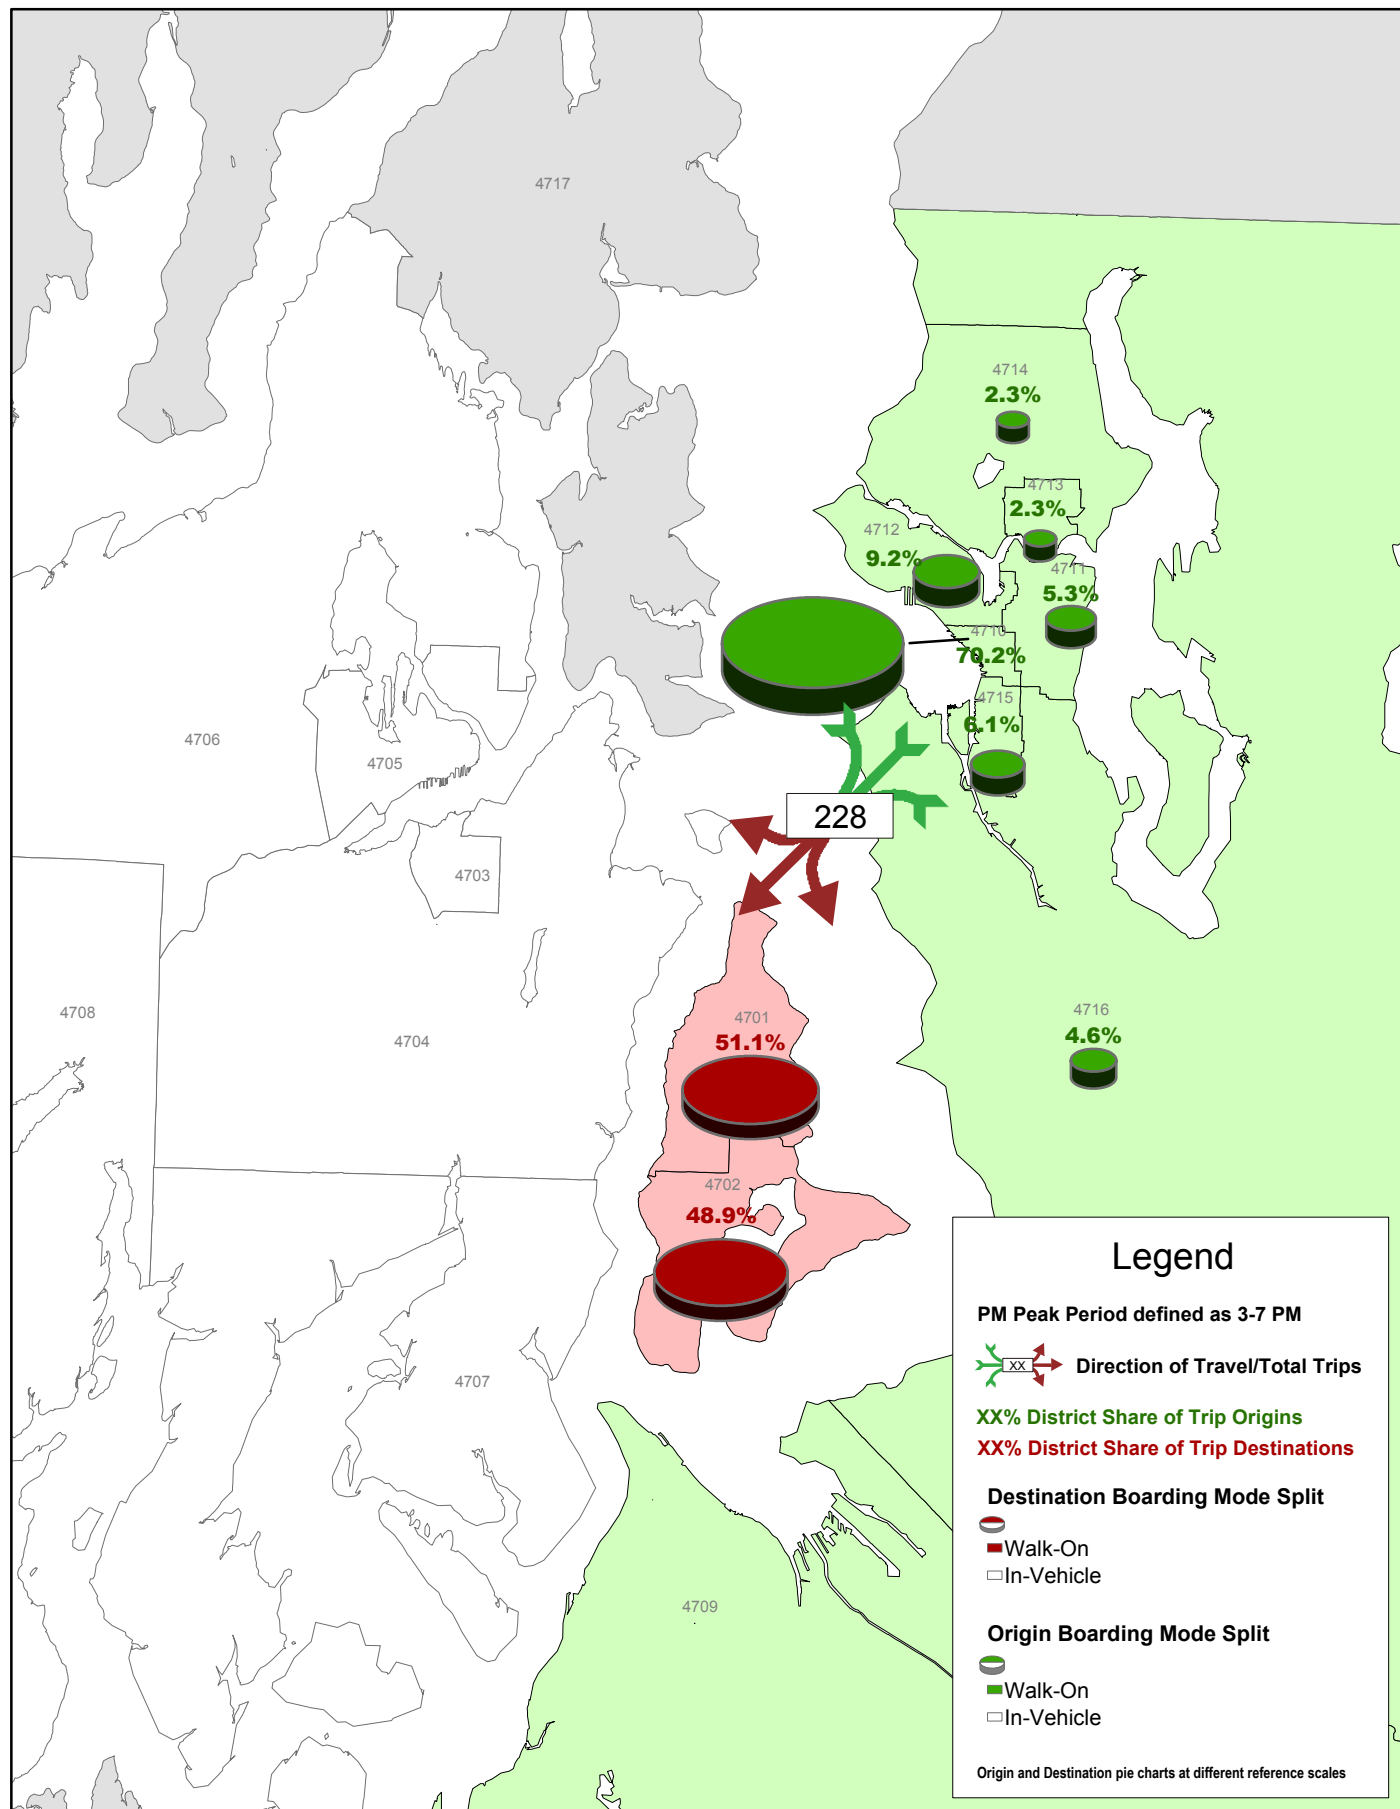 4717
4714
2.3%
4713
2.3%
4712
9.2%
4711
5.3%
4710
70.2%
4715
6.1%
4706
4705
228
4703
4708
4704
4701
51.1%
4716
4.6%
4702
48.9%
4707
4709
Legend
PM Peak Period defined as 3-7 PM
XX Direction of Travel/Total Trips
XX% District Share of Trip Origins
XX% District Share of Trip Destinations
Destination Boarding Mode Split
Walk-On
In-Vehicle
Origin Boarding Mode Split
Walk-On
In-Vehicle
Origin and Destination pie charts at different reference scales